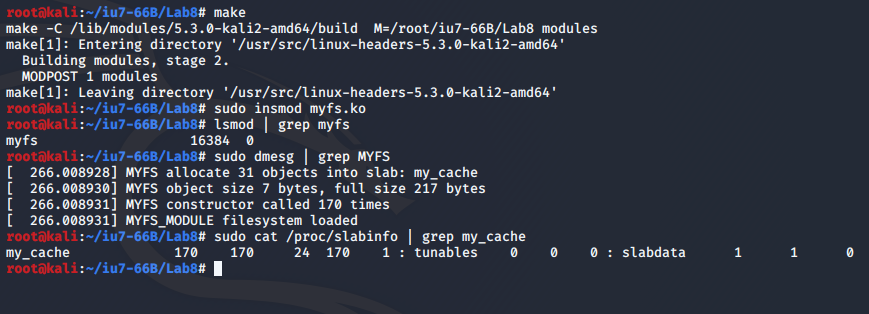 root@kali:~/iu7-66B/Lab8# make
make -C /lib/modules/5.3.0-kali2-amd64/build  M=/root/iu7-66B/Lab8 modules
make[1]: Entering directory '/usr/src/linux-headers-5.3.0-kali2-amd64'
  Building modules, stage 2.
  MODPOST 1 modules
make[1]: Leaving directory '/usr/src/linux-headers-5.3.0-kali2-amd64'
root@kali:~/iu7-66B/Lab8# sudo insmod myfs.ko
root@kali:~/iu7-66B/Lab8# lsmod | grep myfs
myfs                   16384  0
root@kali:~/iu7-66B/Lab8# sudo dmesg | grep MYFS
[  266.008928] MYFS allocate 31 objects into slab: my_cache
[  266.008930] MYFS object size 7 bytes, full size 217 bytes
[  266.008931] MYFS constructor called 170 times
[  266.008931] MYFS_MODULE filesystem loaded
root@kali:~/iu7-66B/Lab8# sudo cat /proc/slabinfo | grep my_cache
my_cache             170    170     24  170    1 : tunables    0    0    0 : slabdata      1      1      0
root@kali:~/iu7-66B/Lab8#